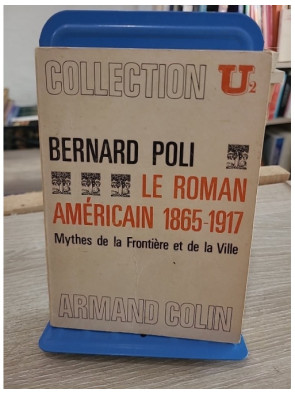 COLLECTION U2
BERNARD POLI
LE ROMAN
AMÉRICAIN 1865-1917
Mythes de la Frontière et de la Ville
ARMAND COLIN